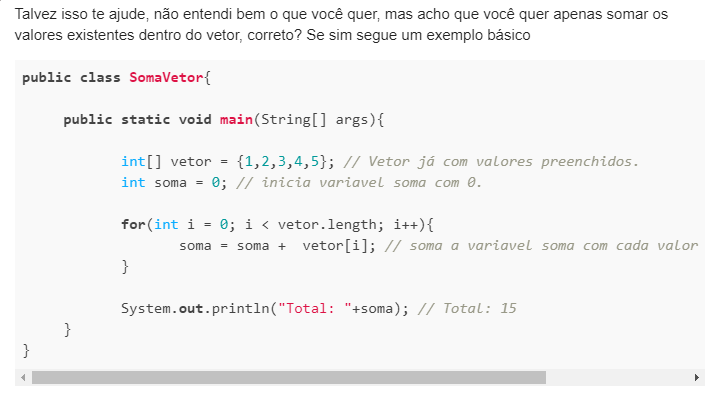 Talvez isso te ajude, não entendi bem o que você quer, mas acho que você quer apenas somar os
valores existentes dentro do vetor, correto? Se sim segue um exemplo básico
public class SomaVetor{
public static void main(String[] args){
int[] vetor = {1,2,3,4,5}; // Vetor já com valores preenchidos.
int soma = 0; // inicia variavel soma com 0.
for(int i = 0; i < vetor.length; i++){
soma = soma +  vetor[i]; // soma a variavel soma com cada valor
}
System.out.println("Total: "+soma); // Total: 15
}
}